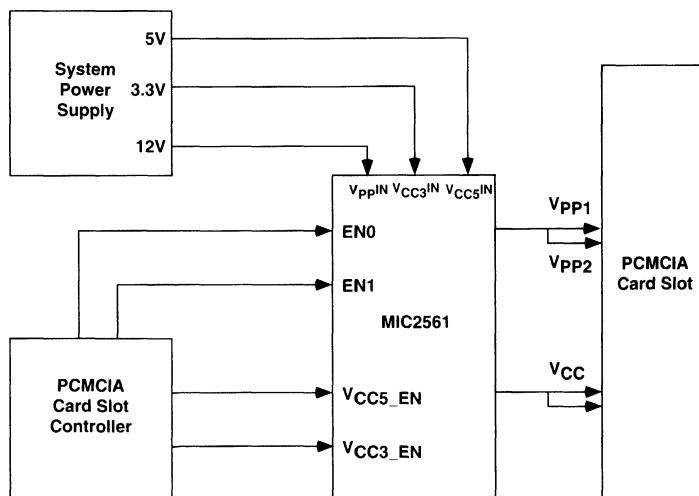 System
Power
Supply
5V
3.3V
12V
VPPIN VCC3IN VCC5IN
EN0
EN1
MIC2561
VCC5_EN
VCC3_EN
PCMCIA
Card Slot
Controller
VPP1
VPP2
VCC
PCMCIA
Card Slot